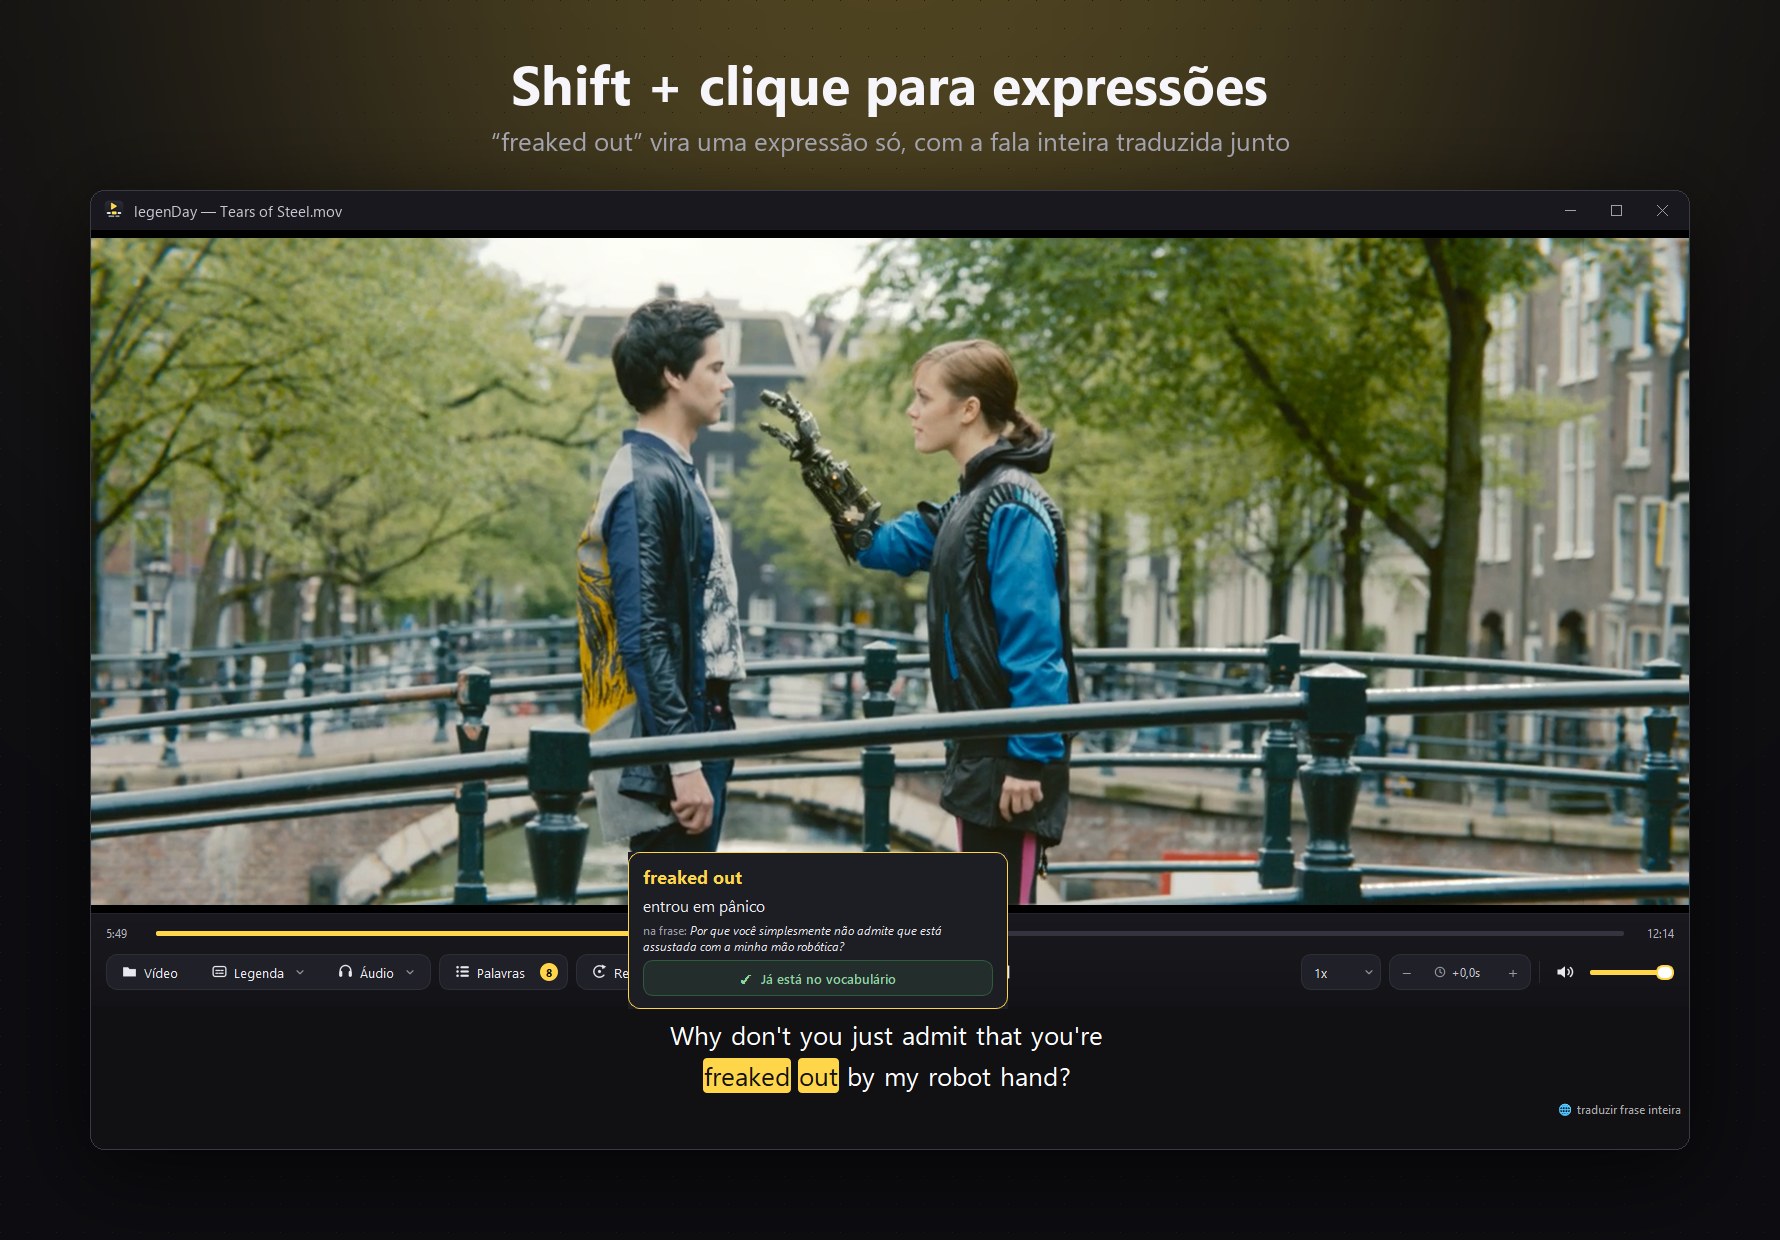 Shift + clique para expressões
“freaked out” vira uma expressão só, com a fala inteira traduzida junto
legenDay — Tears of Steel.mov
freaked out
entrou em pânico
na frase: Por que você simplesmente não admite que está
assustada com a minha mão robótica?
✓ Já está no vocabulário
5:49
12:14
Vídeo
Legenda
Áudio
Palavras 8
1x
− +0,0s +
Why don't you just admit that you're
freaked out by my robot hand?
traduzir frase inteira